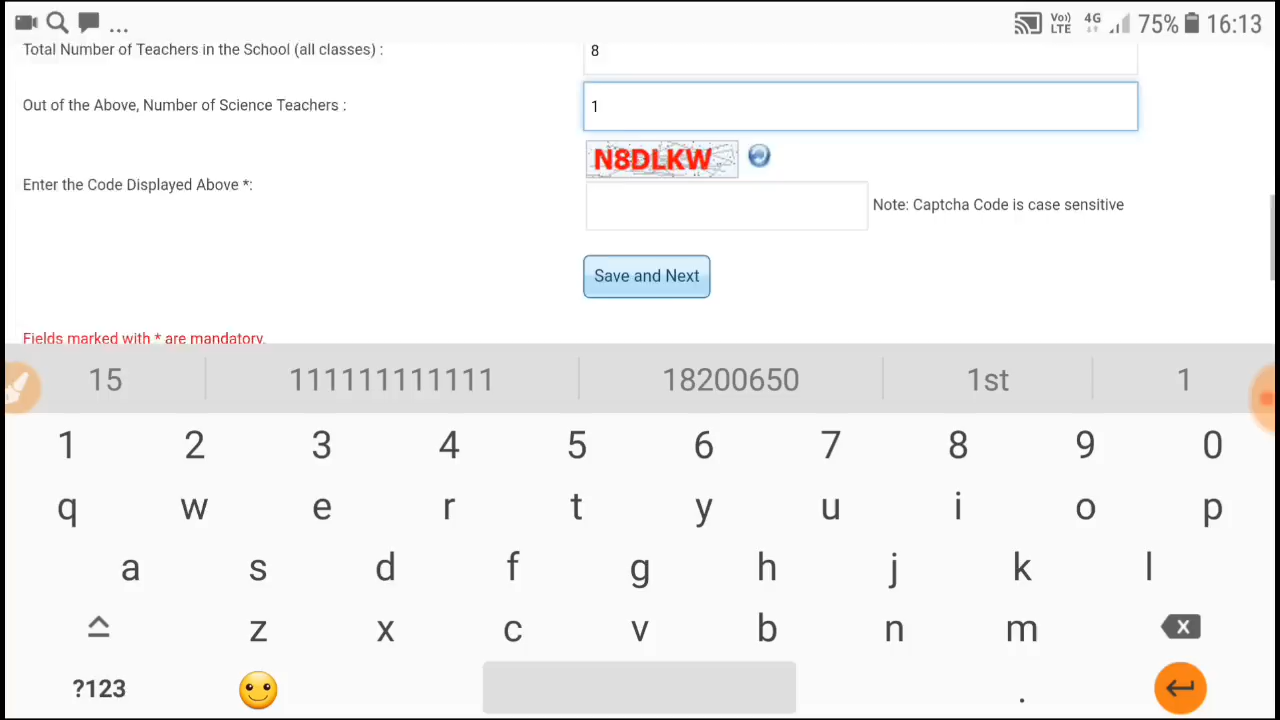 ... Vo) LTE 4G 75% 16:13
Total Number of Teachers in the School (all classes) : 8
Out of the Above, Number of Science Teachers : 1
N8DLKW
Enter the Code Displayed Above *:
Note: Captcha Code is case sensitive
Save and Next
Fields marked with * are mandatory.
15 111111111111 18200650 1st 1
1 2 3 4 5 6 7 8 9 0
q w e r t y u i o p
a s d f g h j k l
z x c v b n m
?123 .